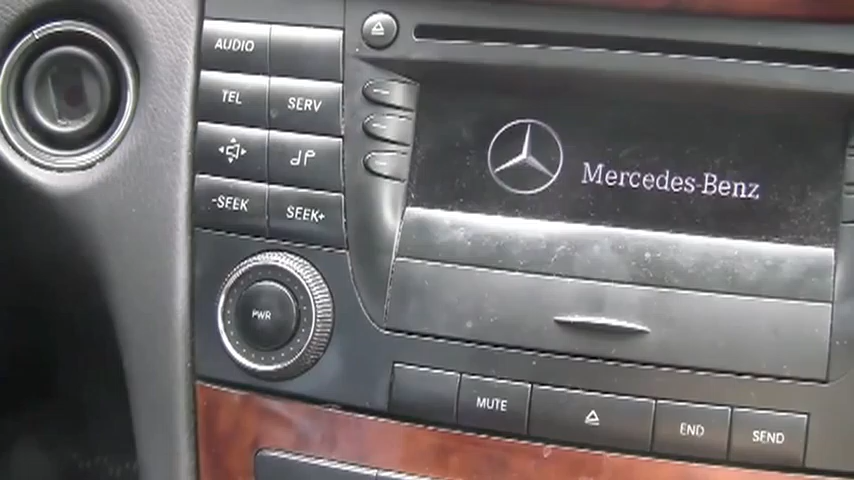 AUDIO
TEL
SERV
-SEEK
SEEK+
PWR
Mercedes-Benz
MUTE
END
SEND